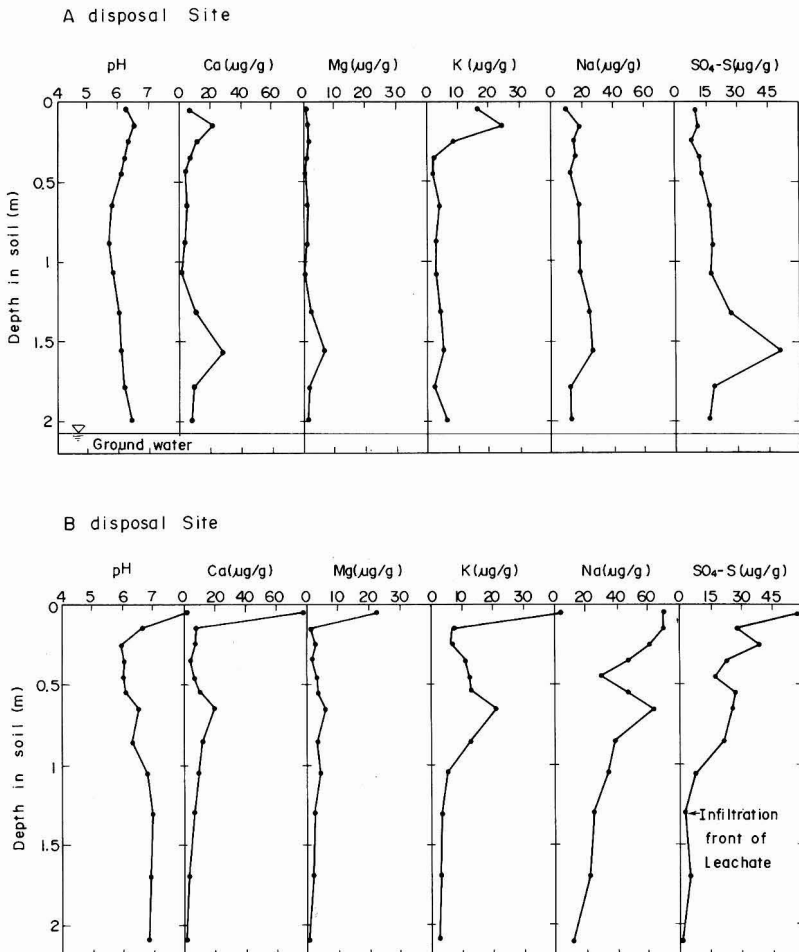 A disposal Site
pH Ca(μg/g) Mg(μg/g) K(μg/g) Na(μg/g) SO₄-S(μg/g)
4 5 6 7 0 20 40 60 0 10 20 30 0 10 20 30 0 20 40 60 0 15 30 45
0
0.5
1
1.5
2
Depth in soil (m)
Ground water
B disposal Site
pH Ca(μg/g) Mg(μg/g) K(μg/g) Na(μg/g) SO₄-S(μg/g)
4 5 6 7 0 20 40 60 0 10 20 30 0 10 20 30 0 20 40 60 0 15 30 45
0
0.5
1
1.5
2
Depth in soil (m)
Infiltration
front of
Leachate